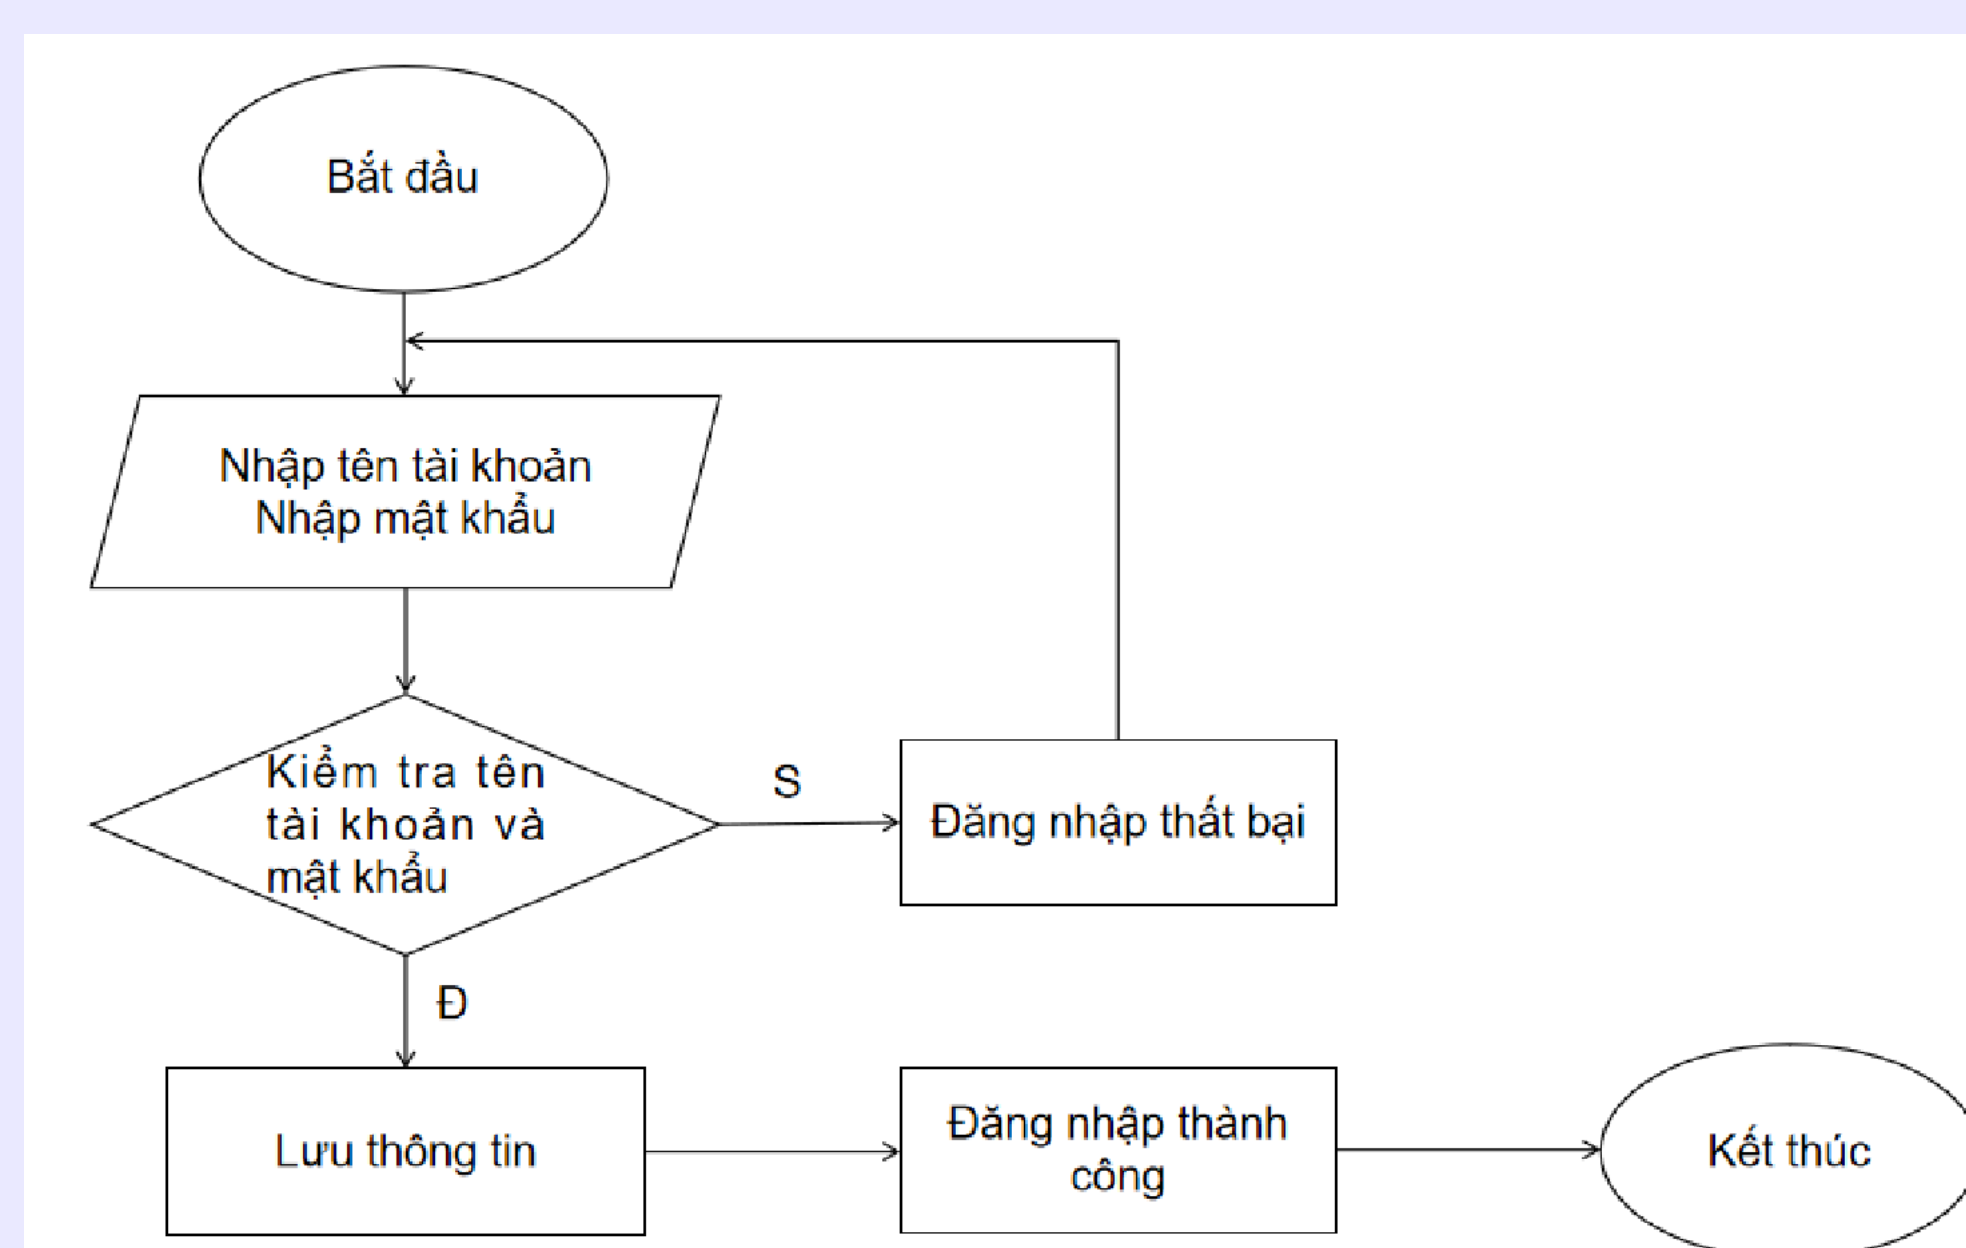 Bắt đầu
Nhập tên tài khoản
Nhập mật khẩu
Kiểm tra tên
tài khoản và
mật khẩu
S
Đăng nhập thất bại
Đ
Lưu thông tin
Đăng nhập thành
công
Kết thúc